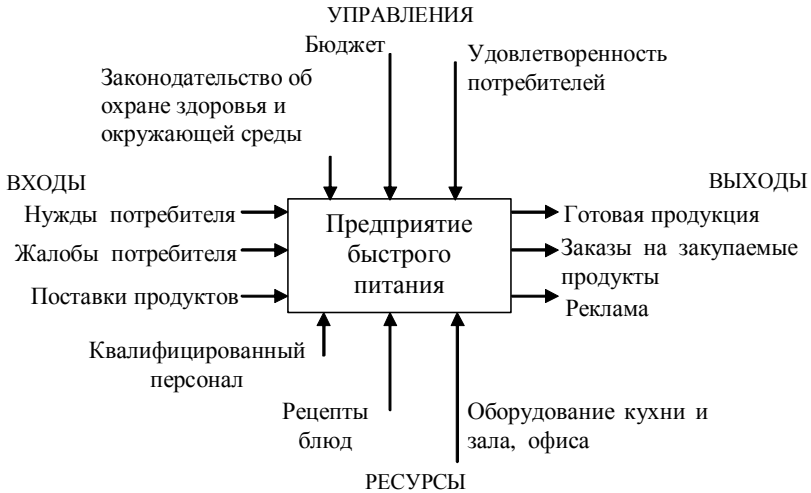 УПРАВЛЕНИЯ
Бюджет
Удовлетворенность
потребителей
Законодательство об
охране здоровья и
окружающей среды
ВХОДЫ
ВЫХОДЫ
Нужды потребителя
Жалобы потребителя
Поставки продуктов
Предприятие
быстрого
питания
Готовая продукция
Заказы на закупаемые
продукты
Реклама
Квалифицированный
персонал
Рецепты
блюд
Оборудование кухни и
зала, офиса
РЕСУРСЫ